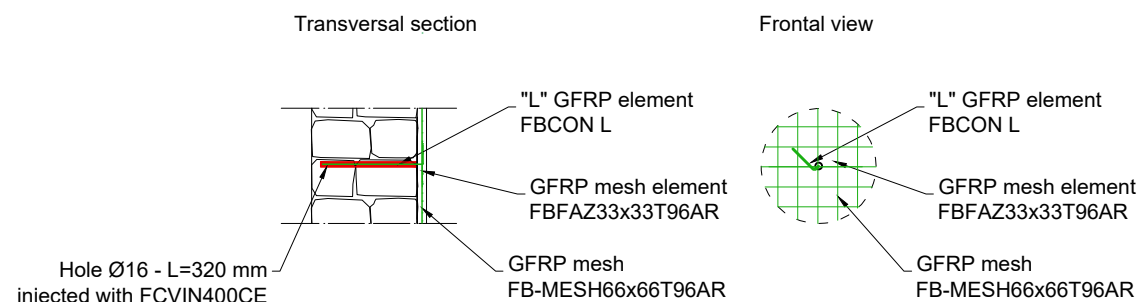 Transversal section
"L" GFRP element
FBCON L
GFRP mesh element
FBFAZ33x33T96AR
GFRP mesh
FB-MESH66x66T96AR
Hole Ø16 - L=320 mm
injected with FCVIN400CE
Frontal view
"L" GFRP element
FBCON L
GFRP mesh element
FBFAZ33x33T96AR
GFRP mesh
FB-MESH66x66T96AR